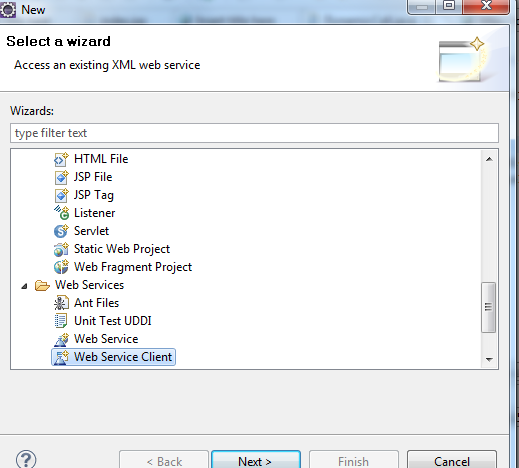 New
Select a wizard
Access an existing XML web service
Wizards:
type filter text
HTML File
JSP File
JSP Tag
Listener
Servlet
Static Web Project
Web Fragment Project
Web Services
Ant Files
Unit Test UDDI
Web Service
Web Service Client
? < Back Next > Finish Cancel